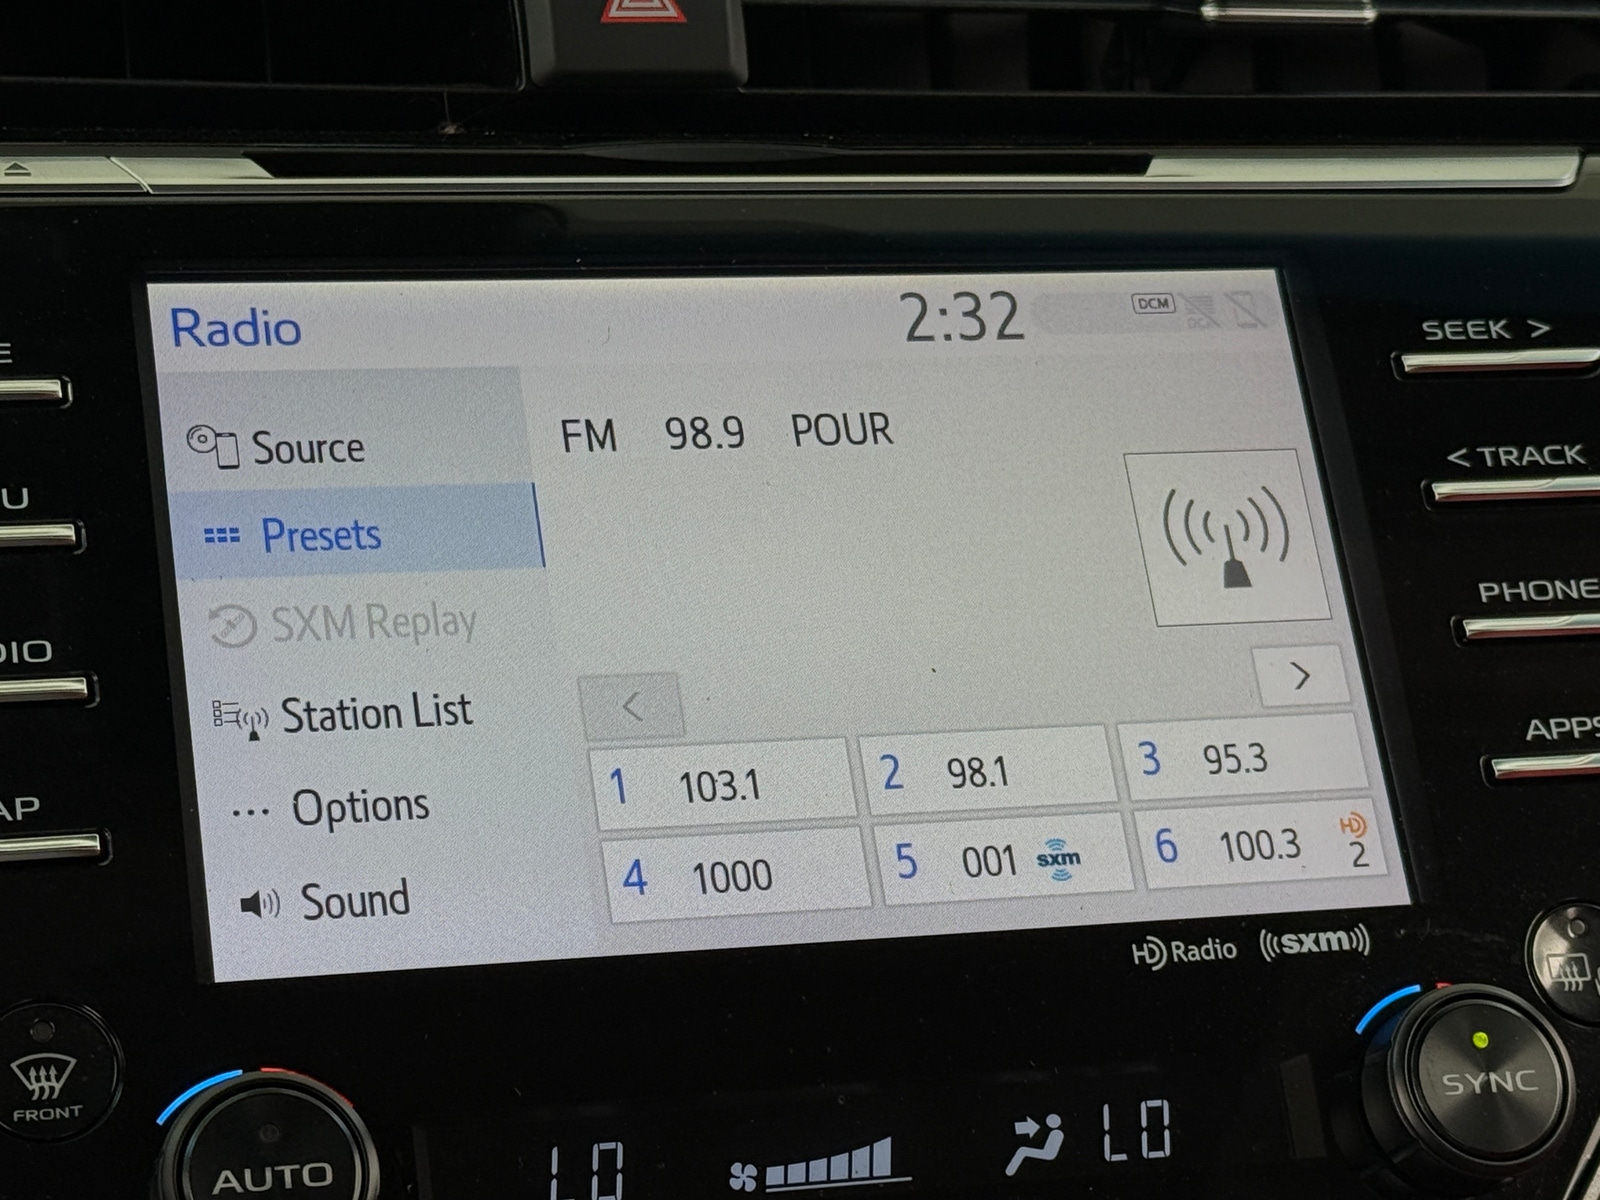 Radio 2:32 DCM
Source
FM 98.9 POUR
Presets
SXM Replay
Station List
Options
Sound
<
>
1 103.1 2 98.1 3 95.3
4 1000 5 001 sxm 6 100.3 HD 2
HD Radio ((sxm))
SEEK >
< TRACK
PHONE
APPS
E
U
DIO
AP
FRONT
AUTO
LO
LO
SYNC